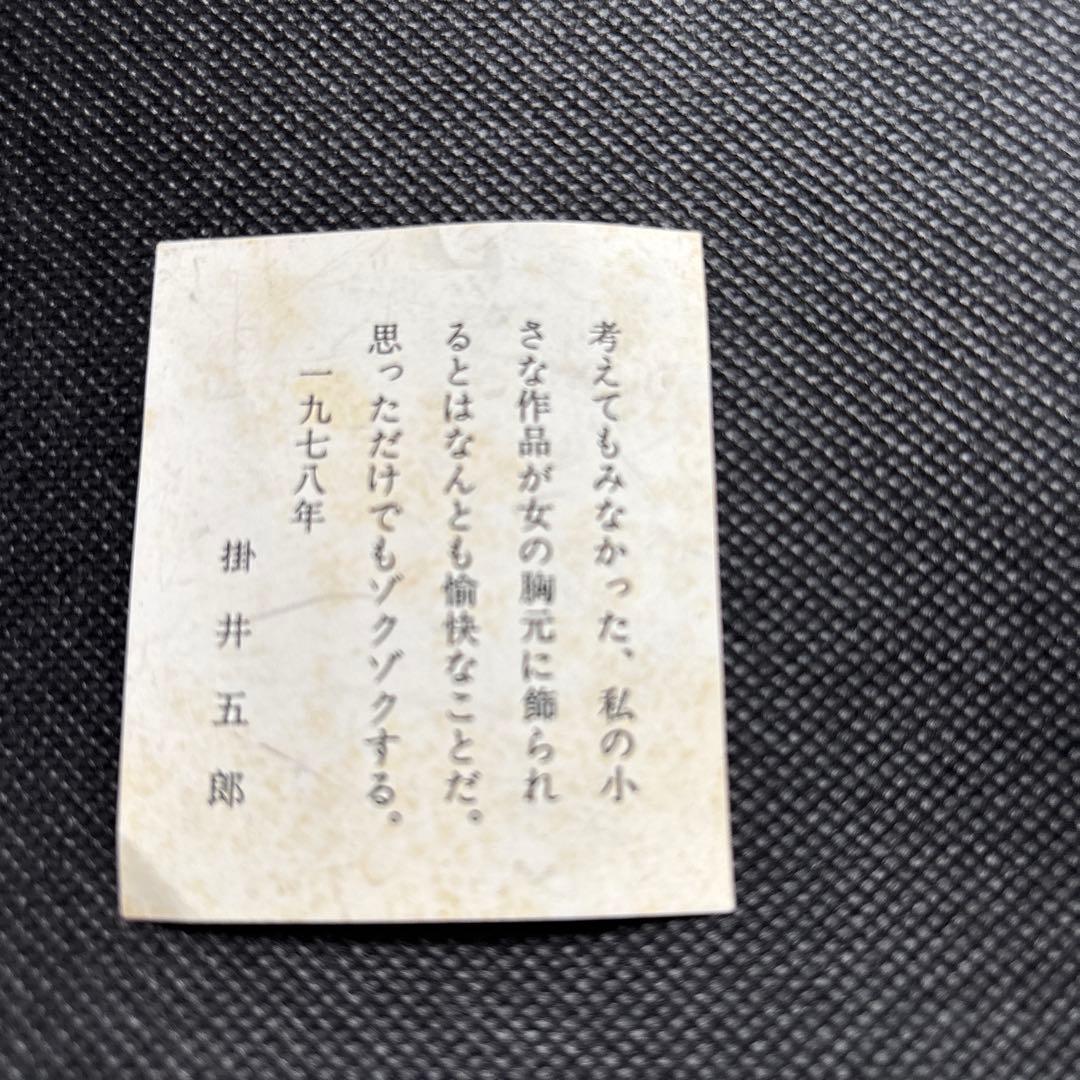 考えてもみなかった、私の小
さな作品が女の胸元に飾られ
るとはなんとも愉快なことだ。
思っただけでもゾクゾクする。
一九七八年
掛井五郎